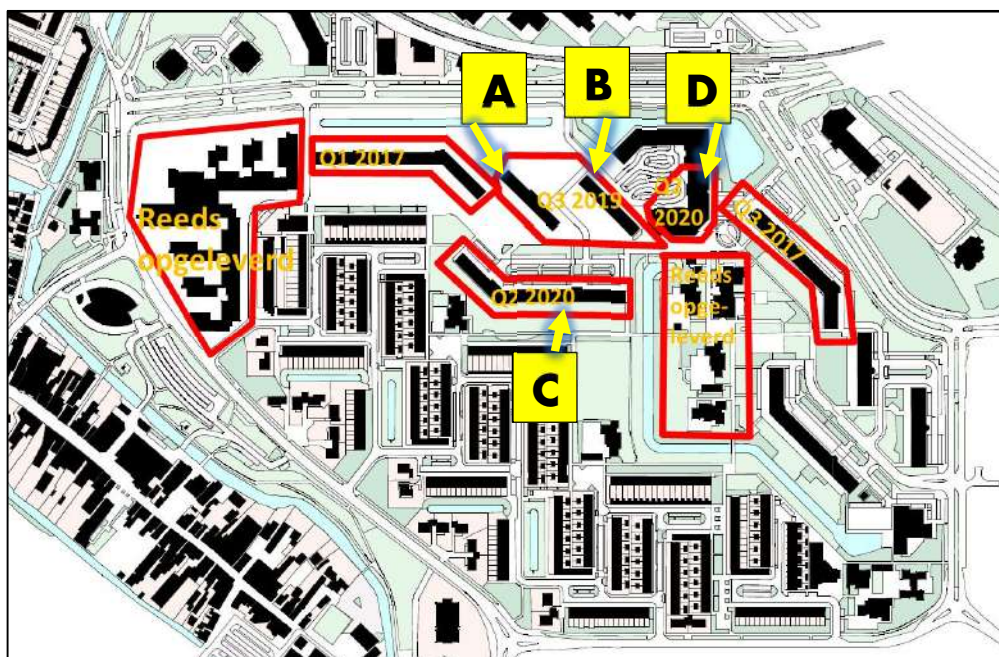 A
B
D
Q1 2017
Q3 2019
Q3
2020
Q3 2017
Reeds
opgeleverd
Q2 2020
Reeds
opge-
leverd
C